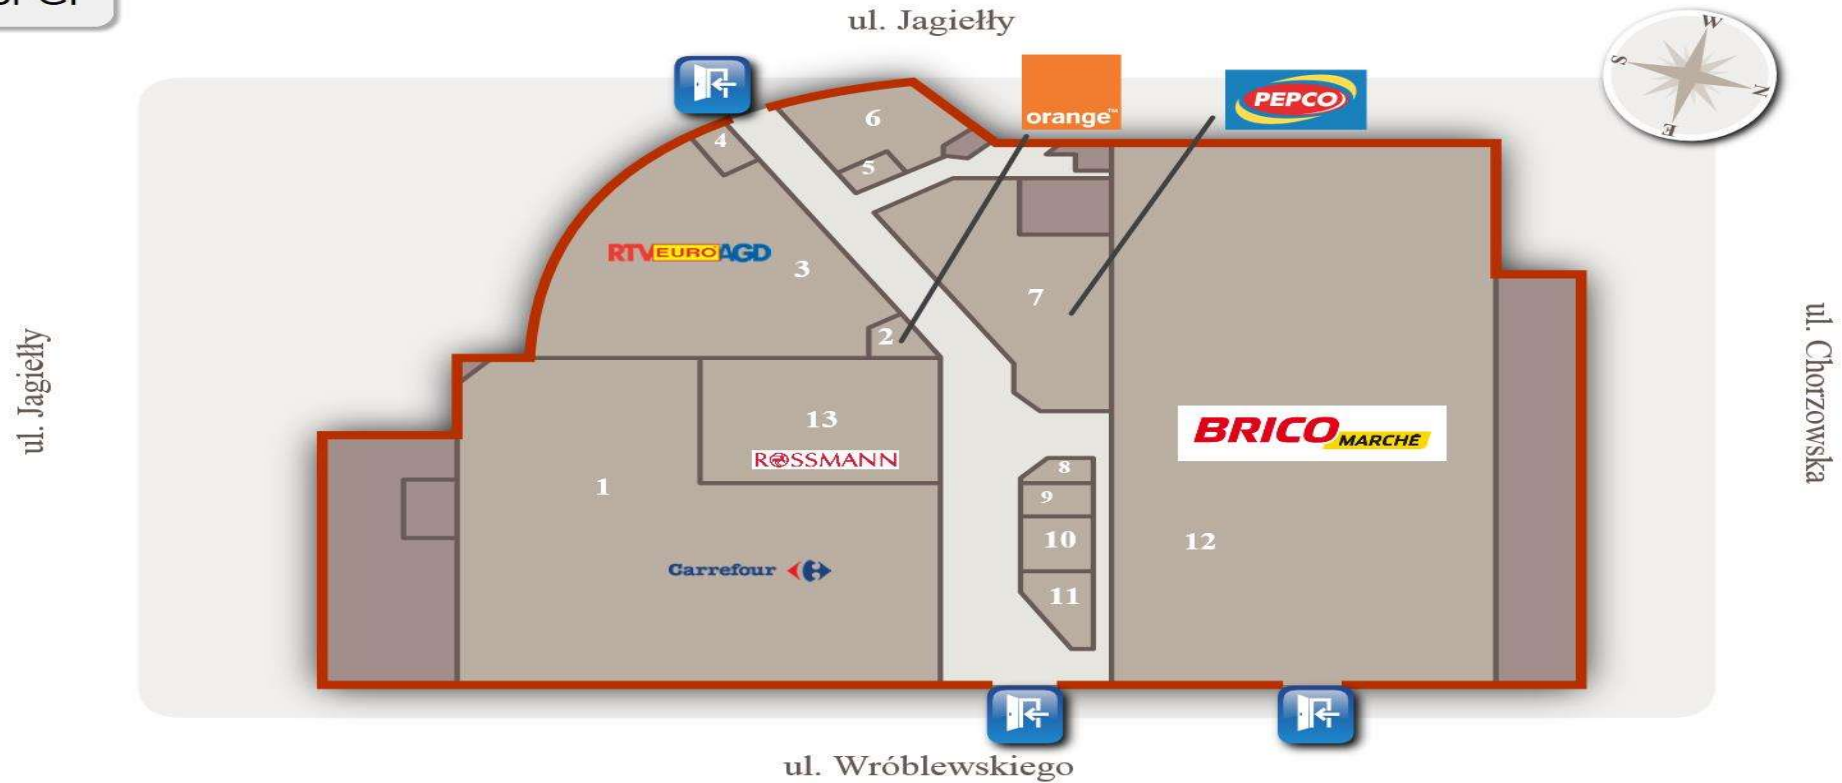 ul. Jagiełły
W
S
N
E
orange™
PEPCO
6
4
5
RTV EURO AGD
3
7
2
ul. Jagiełły
ul. Chorzowska
13
ROSSMANN
BRICO
MARCHÉ
8
1
9
10
12
Carrefour
11
ul. Wróblewskiego